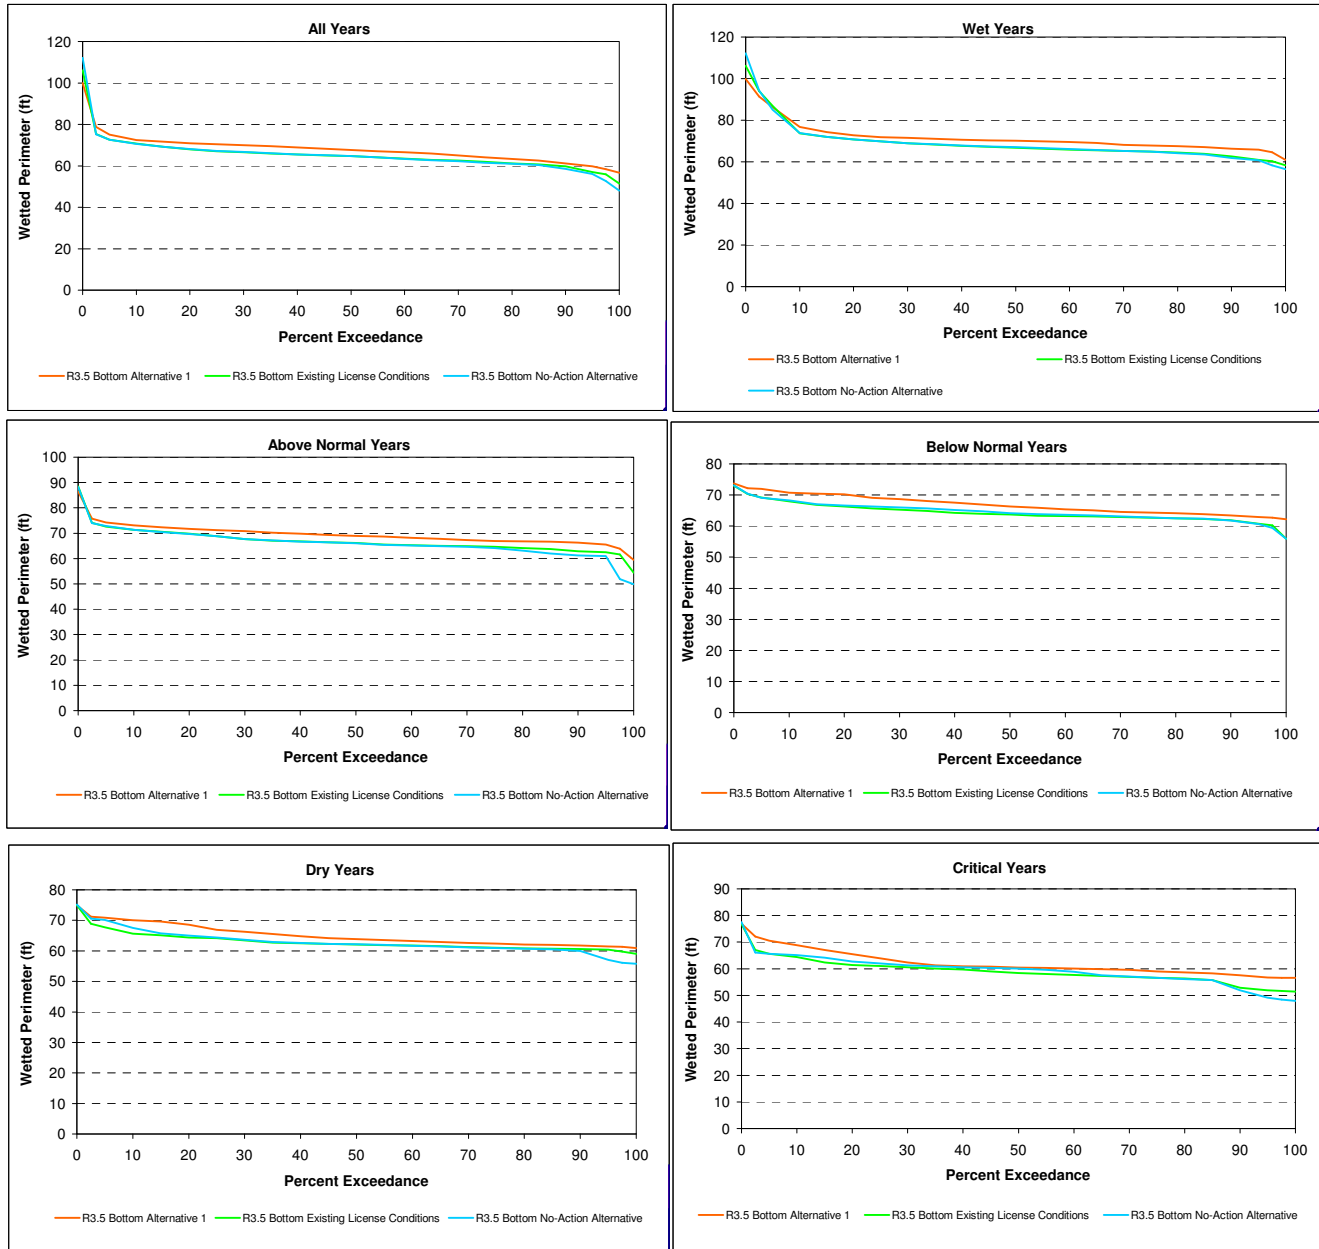 All Years
Wetted Perimeter (ft)
120
100
80
60
40
20
0
0 10 20 30 40 50 60 70 80 90 100
Percent Exceedance
R3.5 Bottom Alternative 1 R3.5 Bottom Existing License Conditions R3.5 Bottom No-Action Alternative
Wet Years
Wetted Perimeter (ft)
120
100
80
60
40
20
0
0 10 20 30 40 50 60 70 80 90 100
Percent Exceedance
R3.5 Bottom Alternative 1 R3.5 Bottom Existing License Conditions
R3.5 Bottom No-Action Alternative
Above Normal Years
Wetted Perimeter (ft)
100
90
80
70
60
50
40
30
20
10
0
0 10 20 30 40 50 60 70 80 90 100
Percent Exceedance
R3.5 Bottom Alternative 1 R3.5 Bottom Existing License Conditions R3.5 Bottom No-Action Alternative
Below Normal Years
Wetted Perimeter (ft)
80
70
60
50
40
30
20
10
0
0 10 20 30 40 50 60 70 80 90 100
Percent Exceedance
R3.5 Bottom Alternative 1 R3.5 Bottom Existing License Conditions R3.5 Bottom No-Action Alternative
Dry Years
Wetted Perimeter (ft)
80
70
60
50
40
30
20
10
0
0 10 20 30 40 50 60 70 80 90 100
Percent Exceedance
R3.5 Bottom Alternative 1 R3.5 Bottom Existing License Conditions R3.5 Bottom No-Action Alternative
Critical Years
Wetted Perimeter (ft)
90
80
70
60
50
40
30
20
10
0
0 10 20 30 40 50 60 70 80 90 100
Percent Exceedance
R3.5 Bottom Alternative 1 R3.5 Bottom Existing License Conditions R3.5 Bottom No-Action Alternative